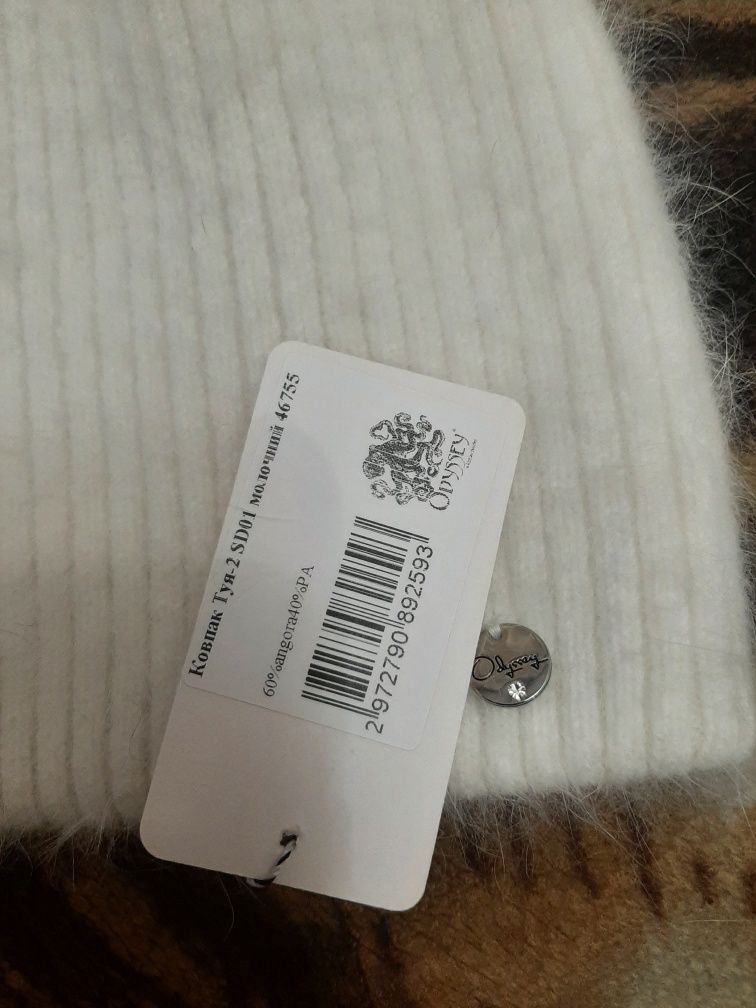 Ковпак Туя-2 SD01 молочний 46755
60%angora40%PA
ODYSSEY
2 972790 892593
Odyssey